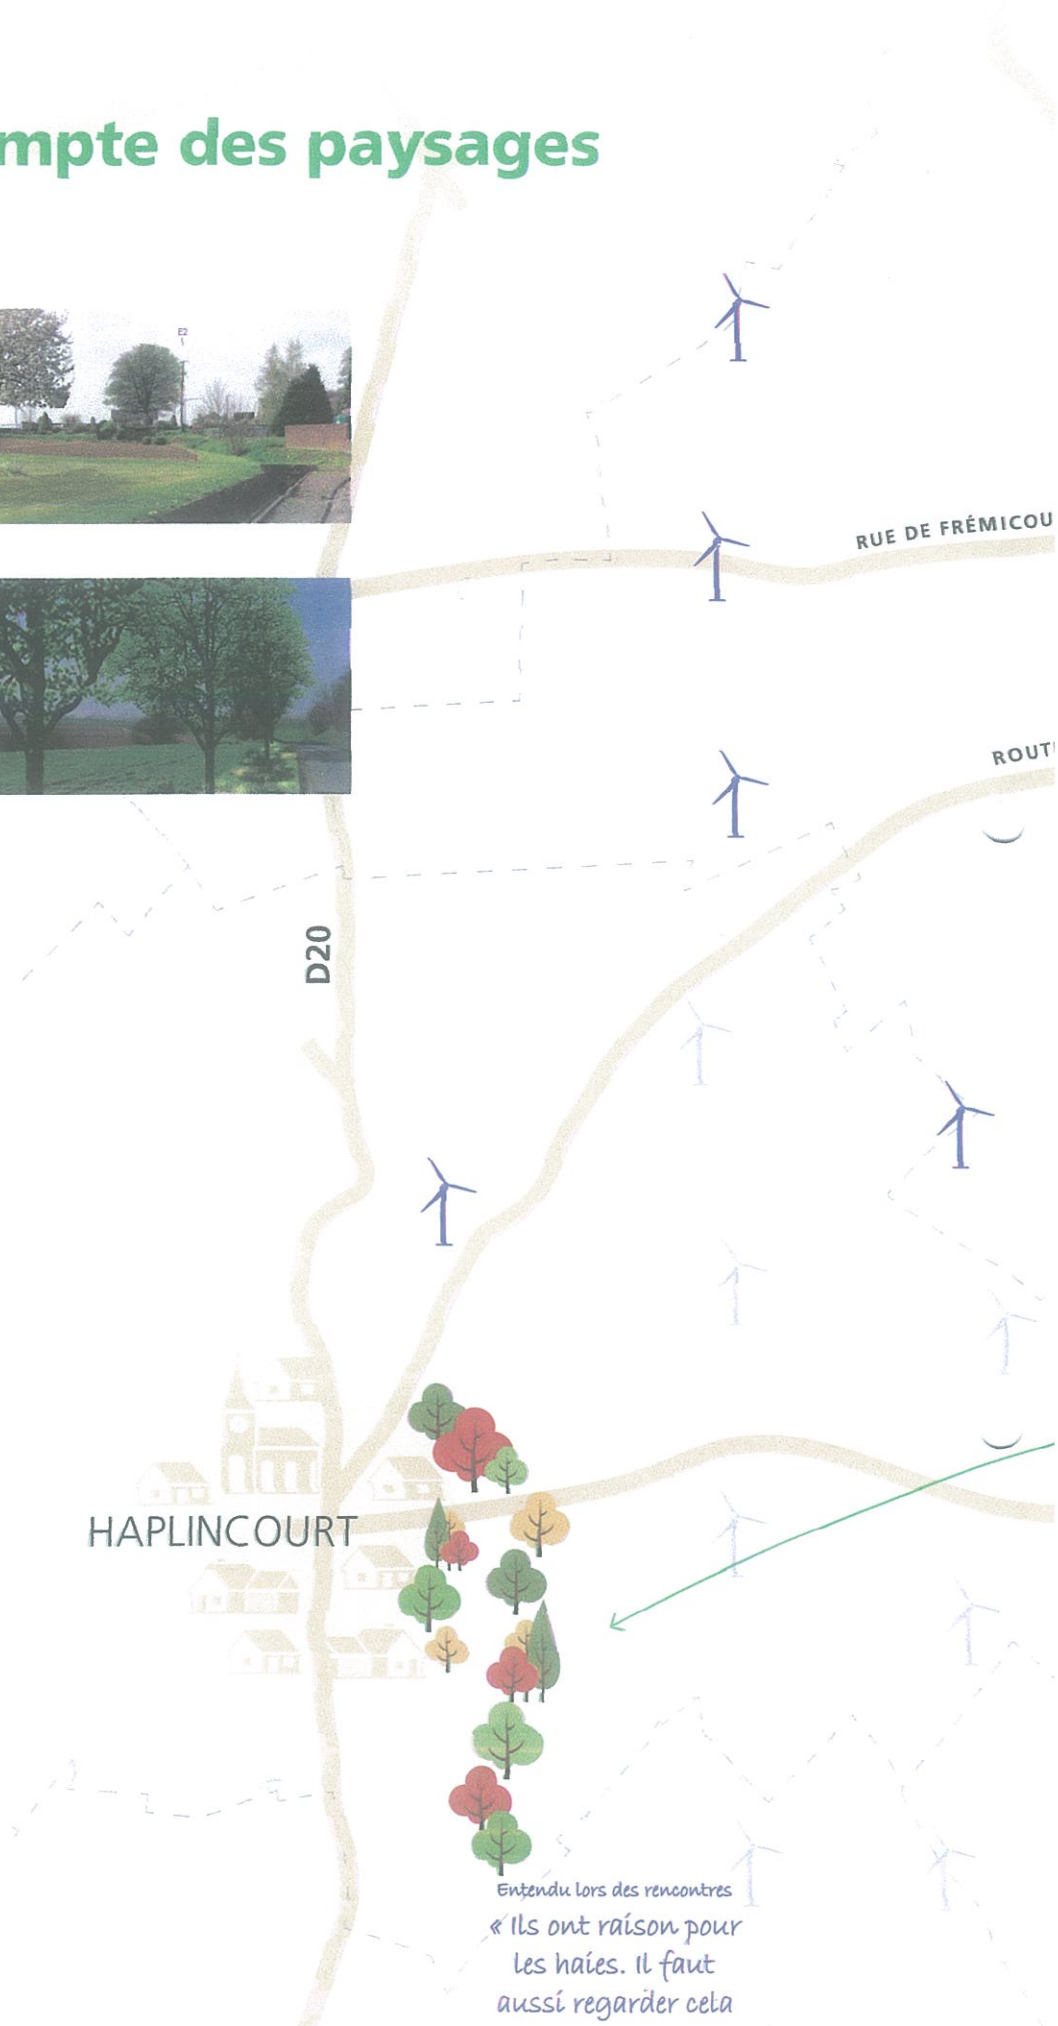 mpte des paysages
E2
RUE DE FRÉMICOU
ROUT
D20
HAPLINCOURT
Entendu lors des rencontres
« Ils ont raison pour
les haies. Il faut
aussi regarder cela